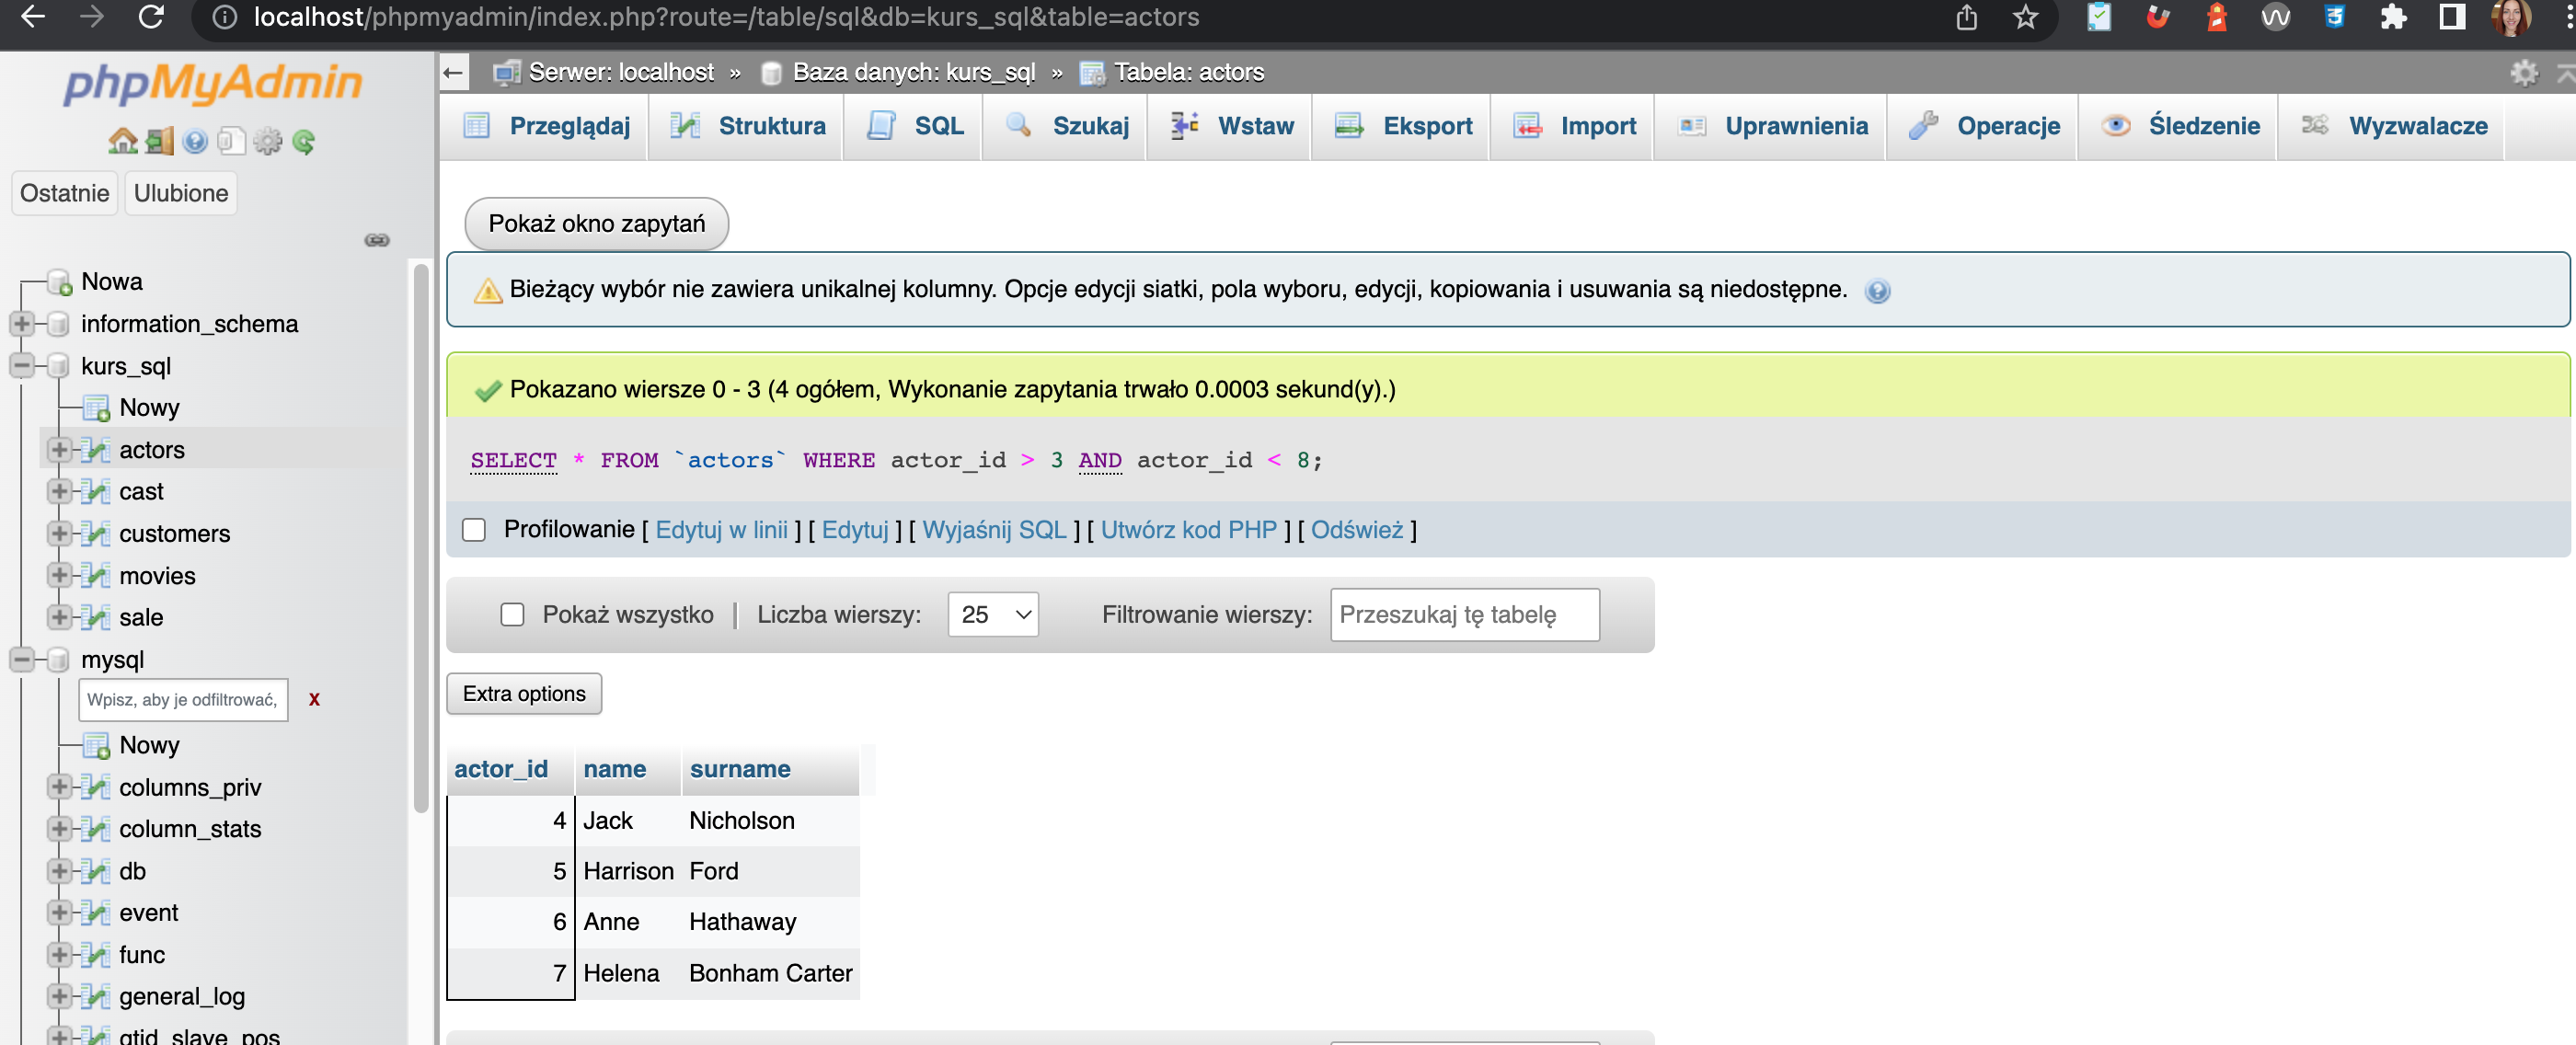 localhost/phpmyadmin/index.php?route=/table/sql&db=kurs_sql&table=actors
phpMyAdmin
Ostatnie Ulubione
Nowa
information_schema
kurs_sql
Nowy
actors
cast
customers
movies
sale
mysql
Wpisz, aby je odfiltrować, X
Nowy
columns_priv
column_stats
db
event
func
general_log
gtid_slave_pos
Serwer: localhost » Baza danych: kurs_sql » Tabela: actors
Przeglądaj Struktura SQL Szukaj Wstaw Eksport Import Uprawnienia Operacje Śledzenie Wyzwalacze
Pokaż okno zapytań
Bieżący wybór nie zawiera unikalnej kolumny. Opcje edycji siatki, pola wyboru, edycji, kopiowania i usuwania są niedostępne.
Pokazano wiersze 0 - 3 (4 ogółem, Wykonanie zapytania trwało 0.0003 sekund(y).)
SELECT * FROM `actors` WHERE actor_id > 3 AND actor_id < 8;
Profilowanie [ Edytuj w linii ] [ Edytuj ] [ Wyjaśnij SQL ] [ Utwórz kod PHP ] [ Odśwież ]
Pokaż wszystko | Liczba wierszy: 25 Filtrowanie wierszy: Przeszukaj tę tabelę
Extra options
actor_id name surname
4 Jack Nicholson
5 Harrison Ford
6 Anne Hathaway
7 Helena Bonham Carter